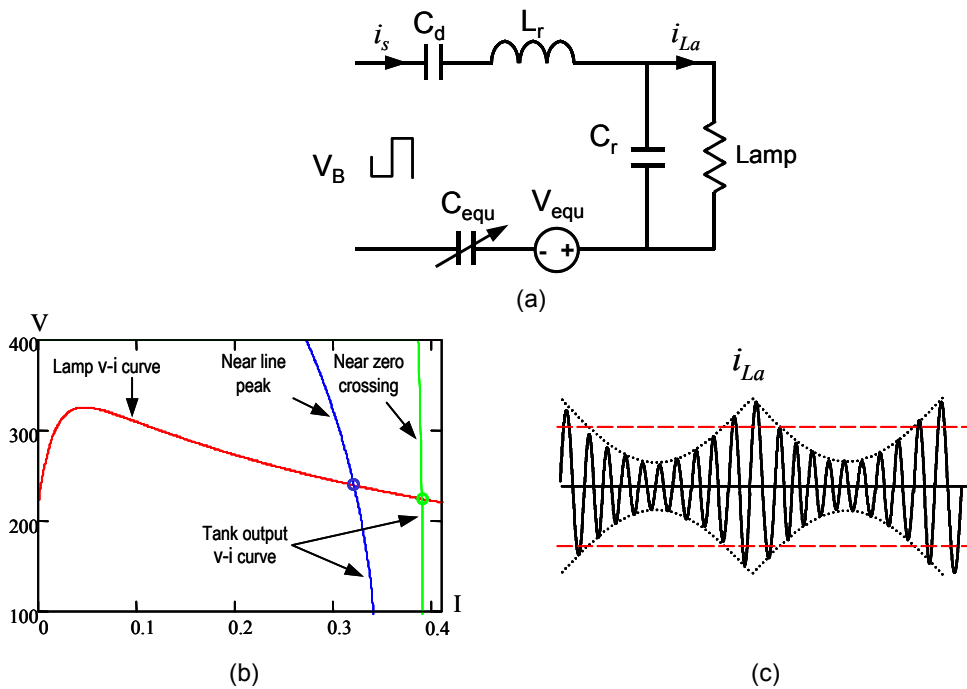 i_s
C_d
L_r
i_La
V_B
C_r
Lamp
C_equ
V_equ
- +
(a)
V
400
300
200
100
Lamp v-i curve
Near line
peak
Near zero
crossing
Tank output
v-i curve
0
0.1
0.2
0.3
0.4
I
(b)
i_La
(c)